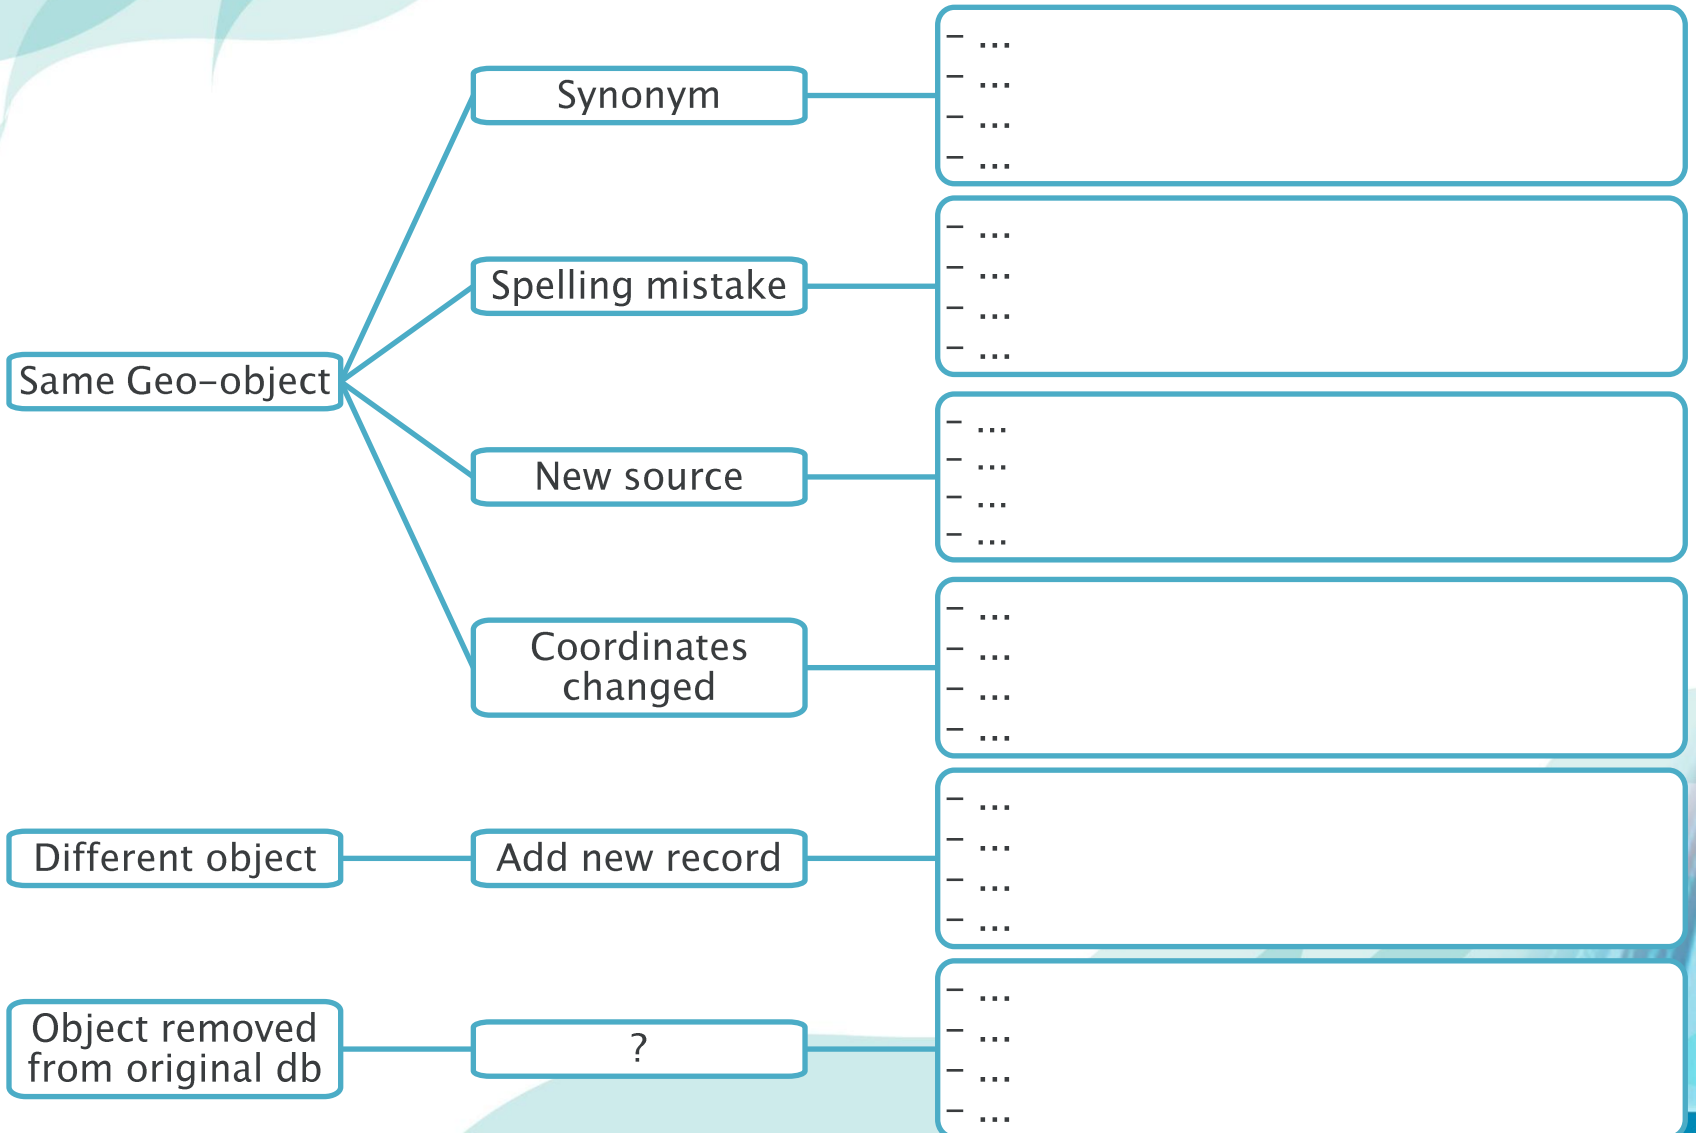 Same Geo-object
Synonym
– ...
– ...
– ...
– ...
Spelling mistake
– ...
– ...
– ...
– ...
New source
– ...
– ...
– ...
– ...
Coordinates
changed
– ...
– ...
– ...
– ...
Different object
Add new record
– ...
– ...
– ...
– ...
Object removed
from original db
?
– ...
– ...
– ...
– ...